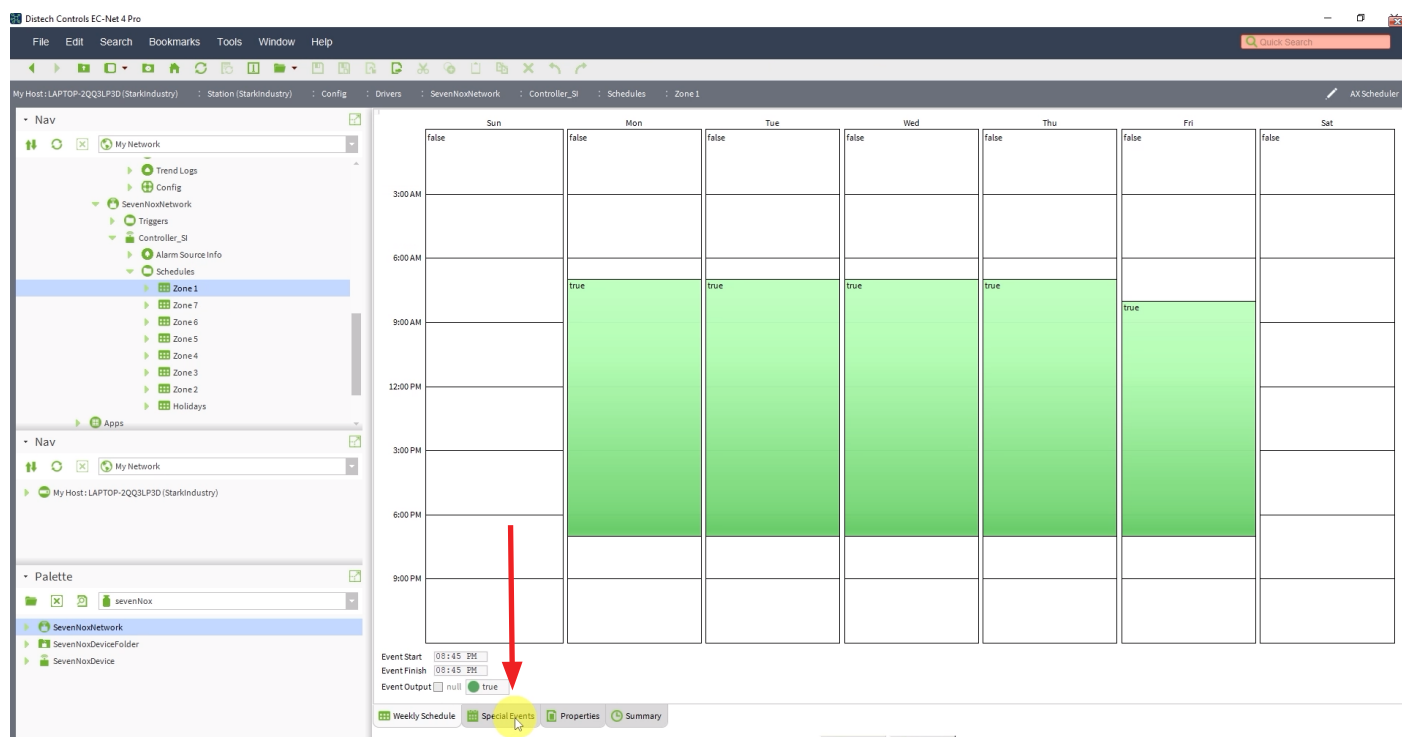 Distech Controls EC-Net 4 Pro
File Edit Search Bookmarks Tools Window Help
Quick Search
My Host : LAPTOP-2QQ3LP3D (StarkIndustry) : Station (StarkIndustry) : Config : Drivers : SevenNoxNetwork : Controller_SI : Schedules : Zone 1
AX Scheduler
Nav
My Network
Trend Logs
Config
SevenNoxNetwork
Triggers
Controller_SI
Alarm Source Info
Schedules
Zone 1
Zone 7
Zone 6
Zone 5
Zone 4
Zone 3
Zone 2
Holidays
Apps
Nav
My Network
My Host : LAPTOP-2QQ3LP3D (StarkIndustry)
Palette
sevenNox
SevenNoxNetwork
SevenNoxDeviceFolder
SevenNoxDevice
Sun Mon Tue Wed Thu Fri Sat
false false false false false false false
3:00 AM
6:00 AM
true true true true
true
9:00 AM
12:00 PM
3:00 PM
6:00 PM
9:00 PM
Event Start 08:45 PM
Event Finish 08:45 PM
Event Output null true
Weekly Schedule Special Events Properties Summary